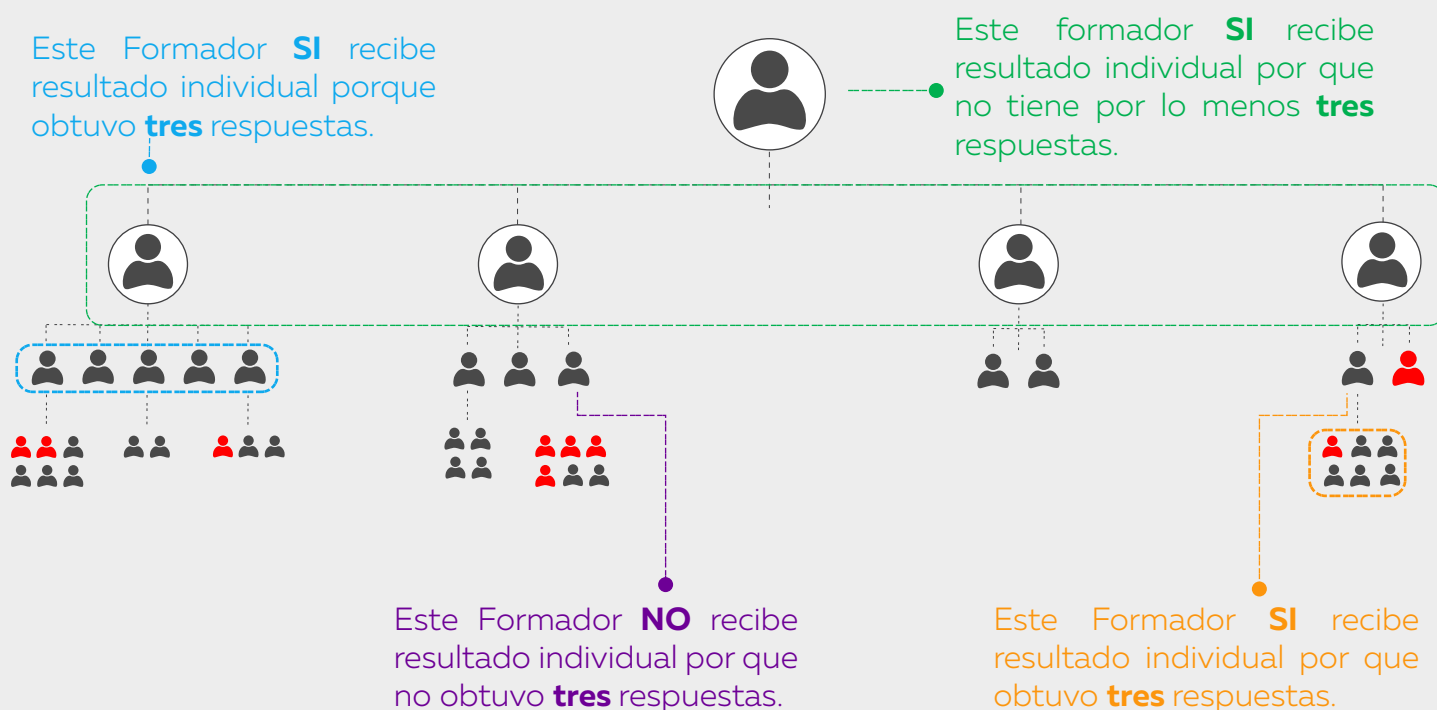 Este Formador SI recibe
resultado individual porque
obtuvo tres respuestas.
Este formador SI recibe
resultado individual por que
no tiene por lo menos tres
respuestas.
Este Formador NO recibe
resultado individual por que
no obtuvo tres respuestas.
Este Formador SI recibe
resultado individual por que
obtuvo tres respuestas.